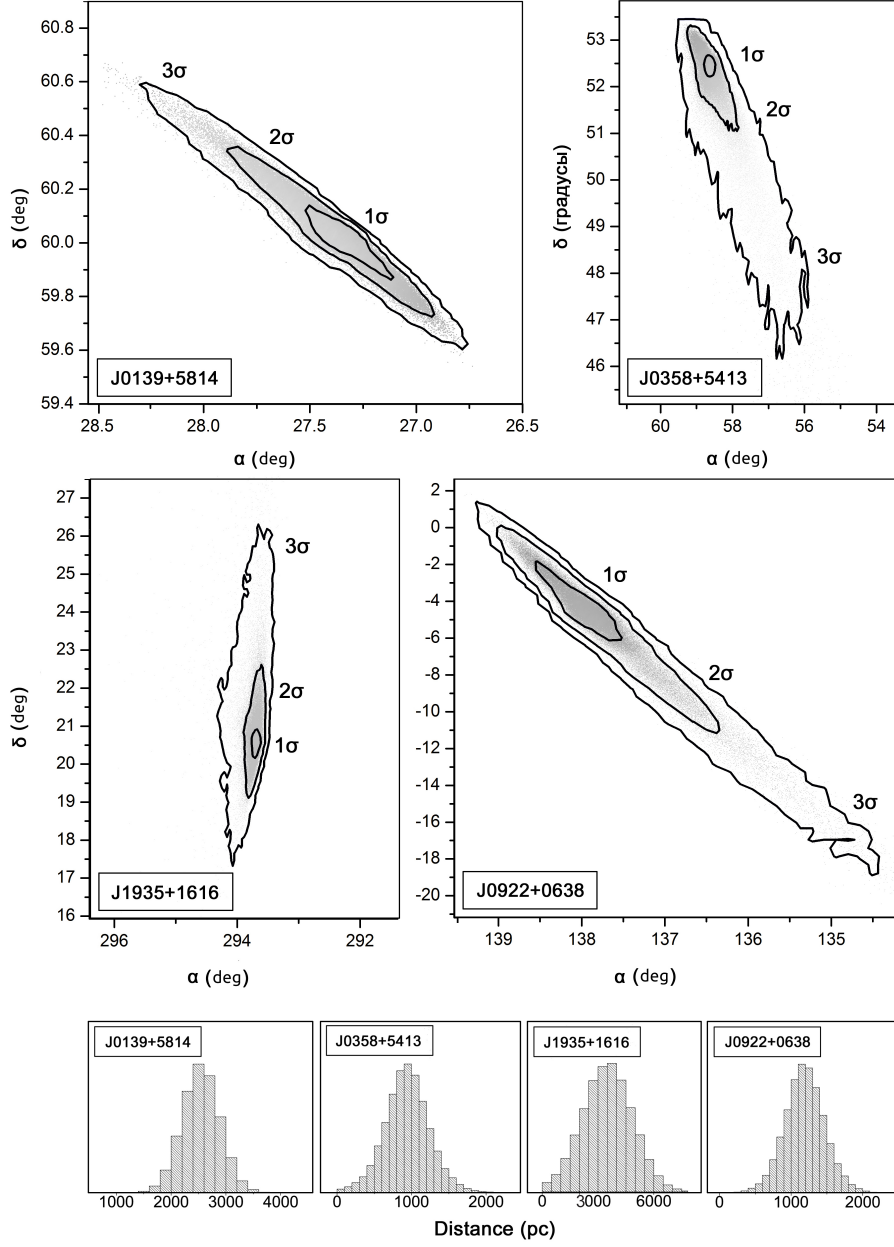 60.8
60.6
60.4
60.2
60.0
59.8
59.6
59.4
δ (deg)
3σ
2σ
1σ
J0139+5814
28.5 28.0 27.5 27.0 26.5
α (deg)
53
52
51
50
49
48
47
46
δ (градусы)
1σ
2σ
3σ
J0358+5413
60 58 56 54
α (deg)
27
26
25
24
23
22
21
20
19
18
17
16
δ (deg)
3σ
2σ
1σ
J1935+1616
296 294 292
α (deg)
2
0
-2
-4
-6
-8
-10
-12
-14
-16
-18
-20
1σ
2σ
3σ
J0922+0638
139 138 137 136 135
α (deg)
J0139+5814 J0358+5413 J1935+1616 J0922+0638
1000 2000 3000 4000 0 1000 2000 0 3000 6000 0 1000 2000
Distance (pc)